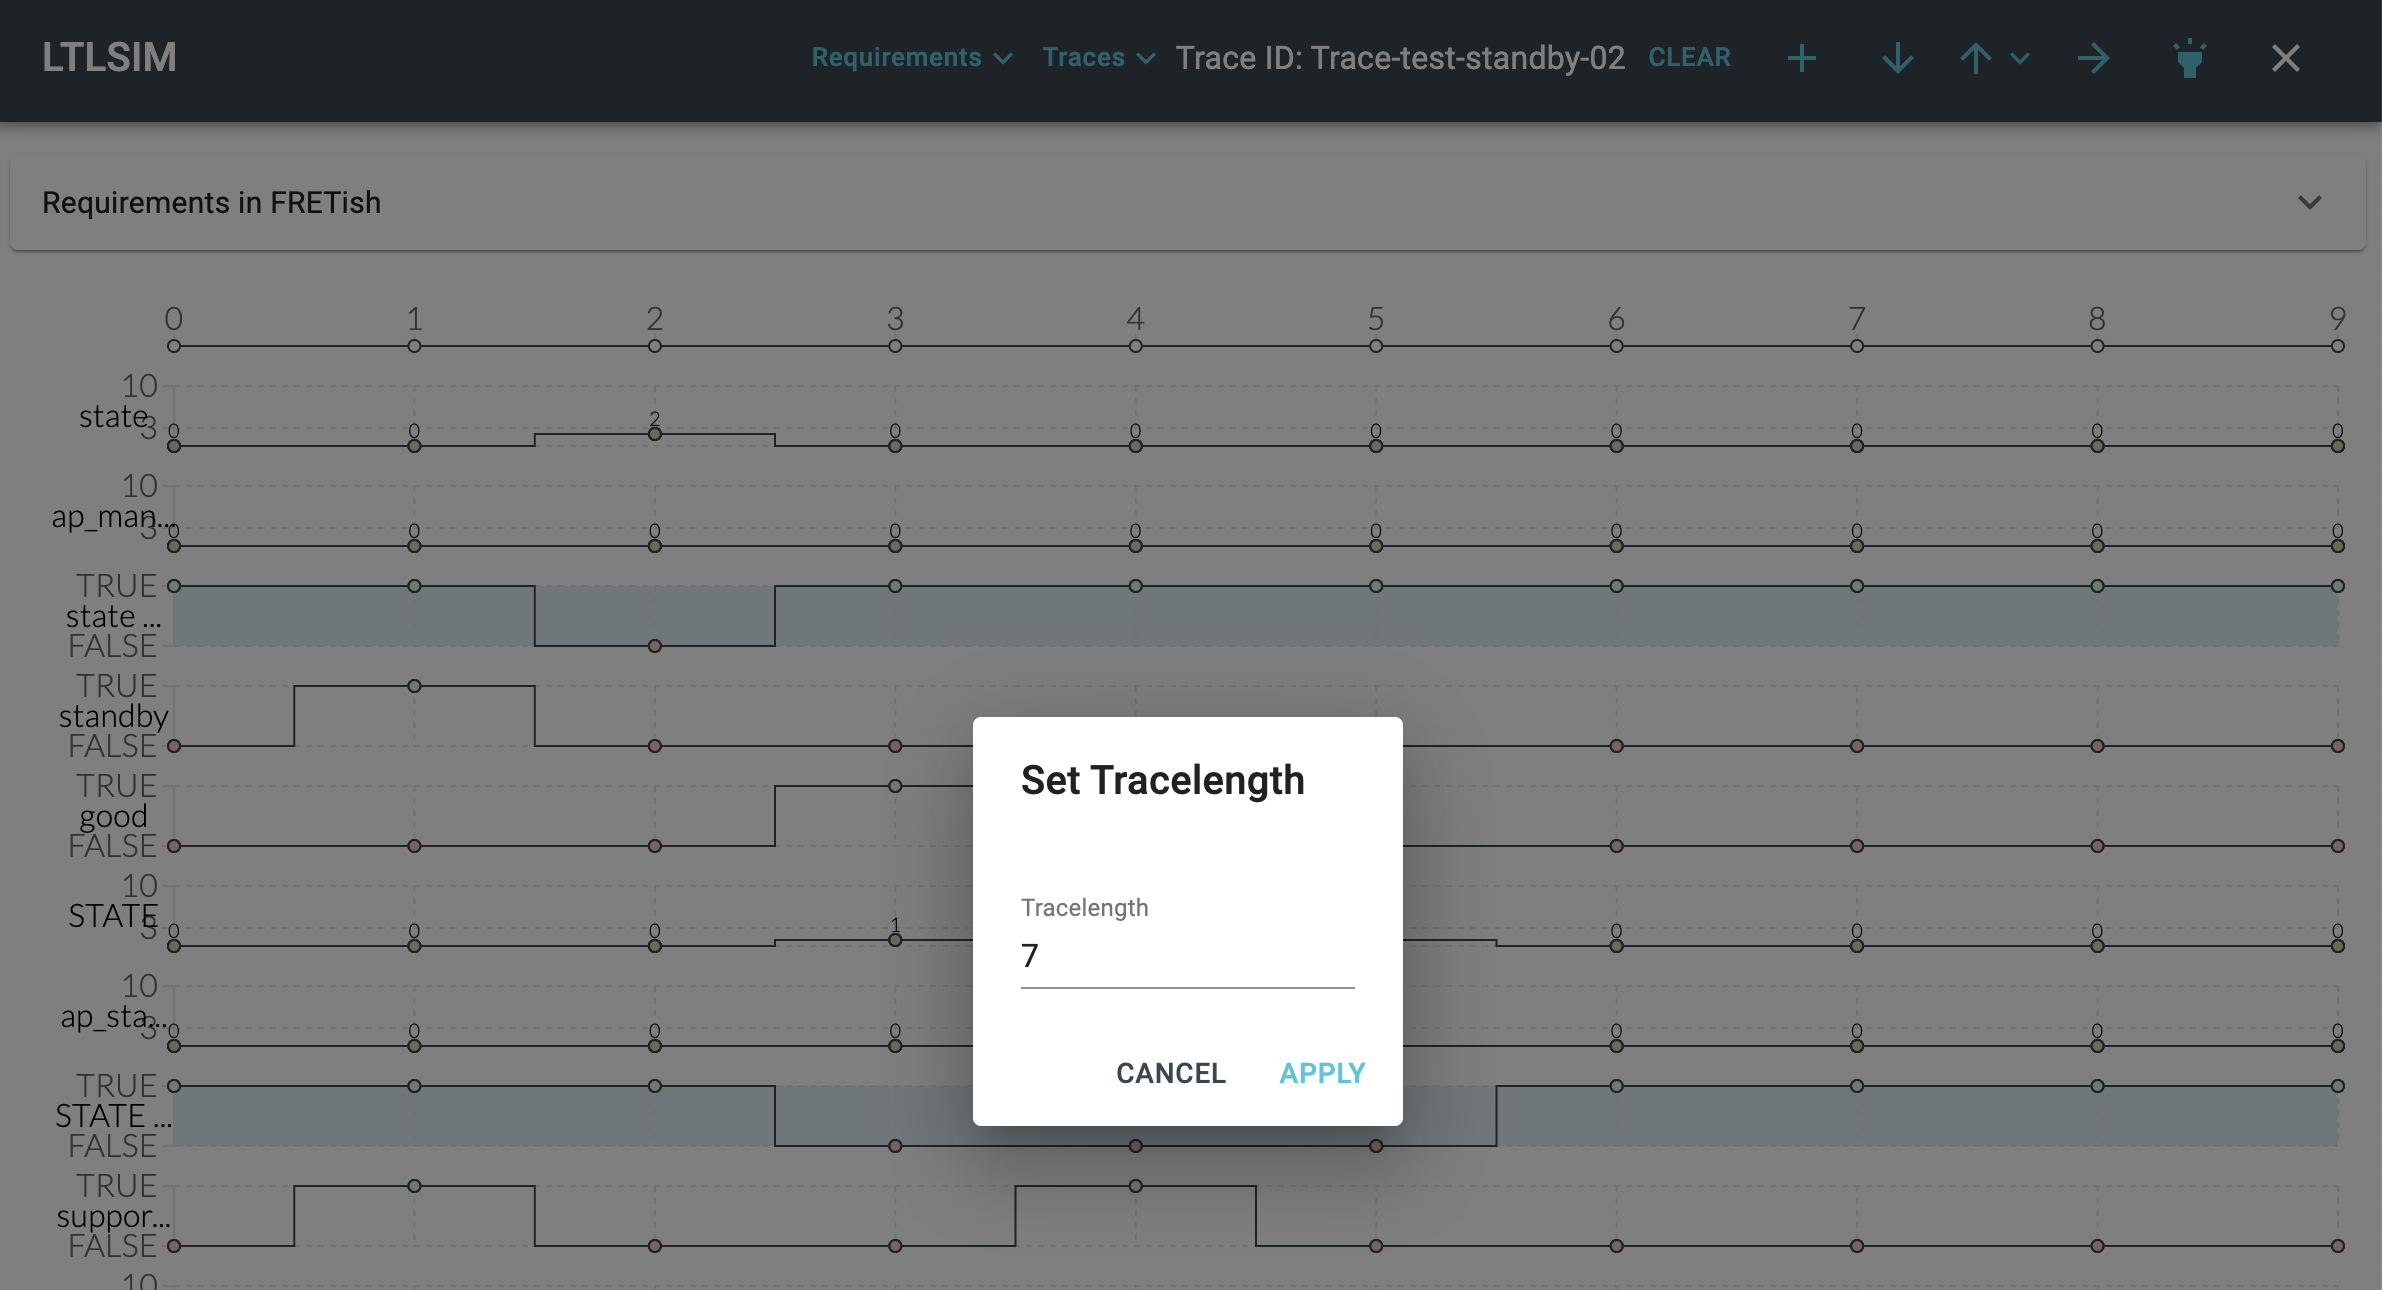 LTLSIM Requirements Traces Trace ID: Trace-test-standby-02 CLEAR
Requirements in FRETish
0 1 2 3 4 5 6 7 8 9
10
state
3
0 0 2 0 0 0 0 0 0 0
10
ap_man...
3
0 0 0 0 0 0 0 0 0 0
TRUE
state ...
FALSE
TRUE
standby
FALSE
TRUE
good
FALSE
10
STATE
3
0 0 0 1 0 0 0 0
10
ap_sta...
3
0 0 0 0 0 0 0 0
TRUE
STATE ...
FALSE
TRUE
suppor...
FALSE
10
Set Tracelength
Tracelength
7
CANCEL APPLY